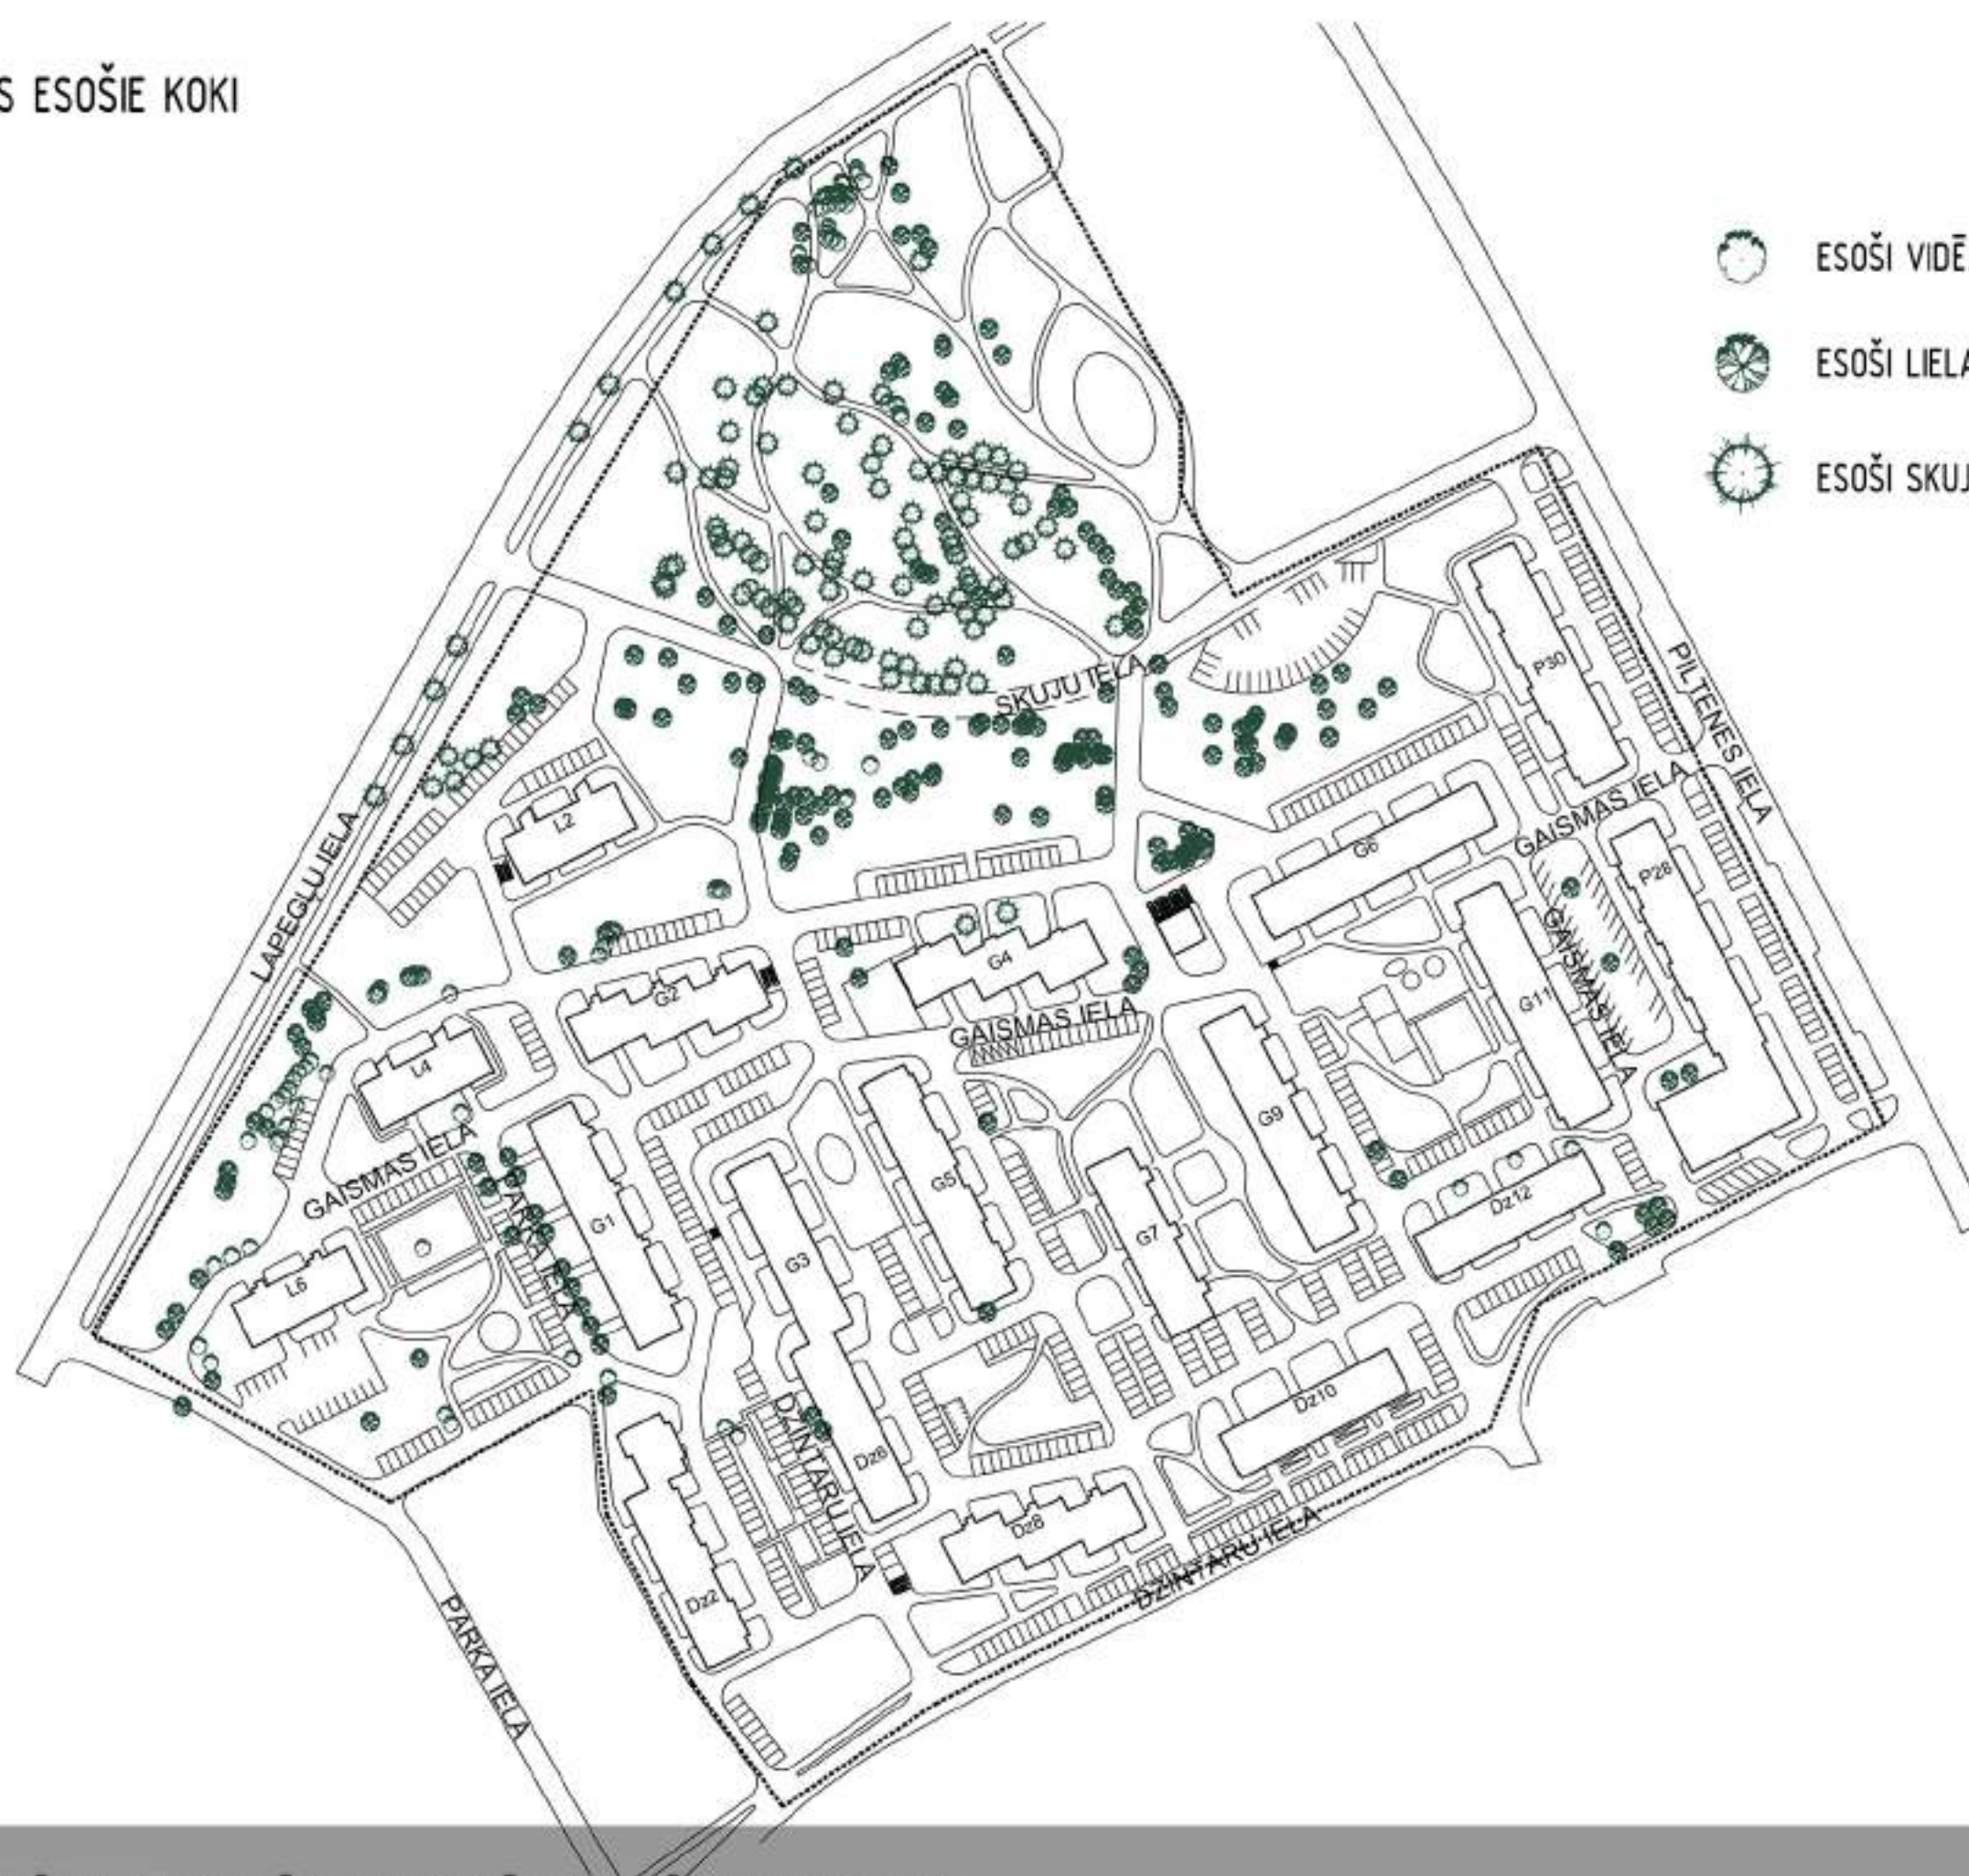 S ESOŠIE KOKI
ESOŠI VIDĒ
ESOŠI LIELA
ESOŠI SKUJ
SKUJU IELA
P30
PILTENES IELA
L2
G6
GAISMAS IELA
P28
LAPEGĻU IELA
G4
G2
GAISMAS IELA
G11
GAISMAS IELA
L4
G9
GAISMAS IELA
PARKA IELA
G1
G5
G3
G7
Dz12
L6
Dz10
DZINTARU IELA
Dz6
Dz8
DZINTARU IELA
Dz2
PARKA IELA